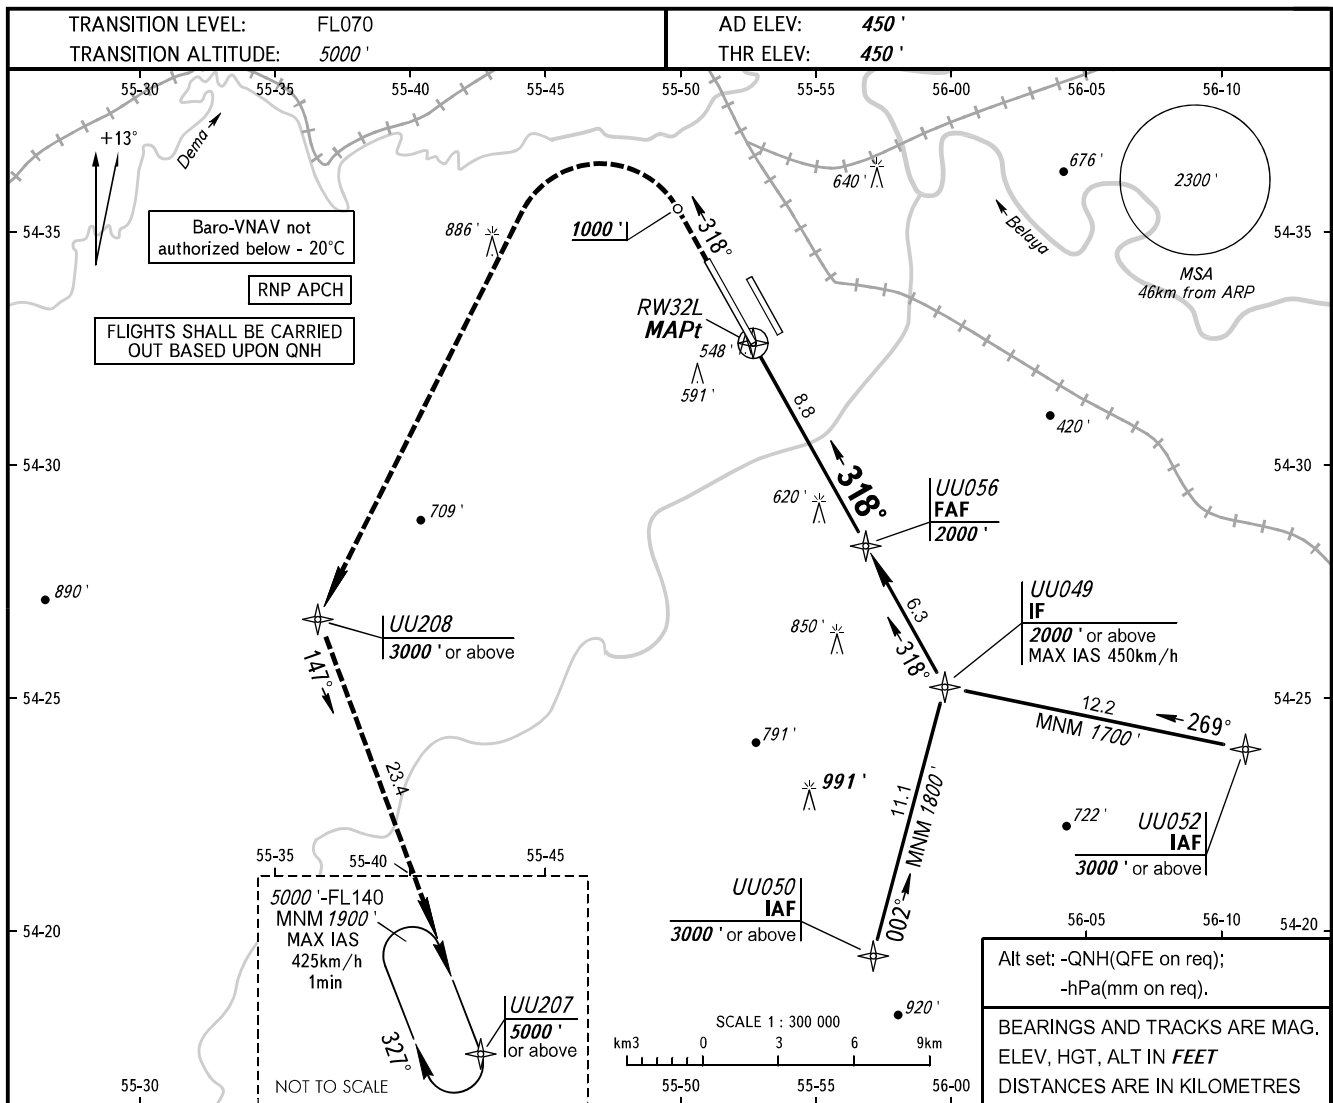 TRANSITION LEVEL: FL070
TRANSITION ALTITUDE: 5000 '
AD ELEV: 450 '
THR ELEV: 450 '
55-30 55-35 55-40 55-45 55-50 55-55 56-00 56-05 56-10
+13°
Dema
Baro-VNAV not
authorized below - 20°C
RNP APCH
FLIGHTS SHALL BE CARRIED
OUT BASED UPON QNH
54-35
886 '
1000 '
318°
640 '
676 '
2300 '
Belaya
54-35
MSA
46km from ARP
RW32L
MAPt
548 '
591 '
8.8
420 '
54-30
54-30
318°
620 '
UU056
FAF
2000 '
709 '
890 '
6.3
318°
850 '
UU049
IF
2000 ' or above
MAX IAS 450km/h
UU208
3000 ' or above
147°
54-25
54-25
12.2
MNM 1700 '
269°
791 '
991 '
23.4
11.1
MNM 1800 '
002°
722 '
UU052
IAF
3000 ' or above
UU050
IAF
3000 ' or above
55-35 55-40 55-45
5000 '-FL140
MNM 1900 '
MAX IAS
425km/h
1min
54-20
56-05 56-10 54-20
UU207
5000 '
or above
327°
NOT TO SCALE
920 '
SCALE 1 : 300 000
km3 0 3 6 9km
Alt set: -QNH(QFE on req);
-hPa(mm on req).
BEARINGS AND TRACKS ARE MAG.
ELEV, HGT, ALT IN FEET
DISTANCES ARE IN KILOMETRES
55-30 55-50 55-55 56-00